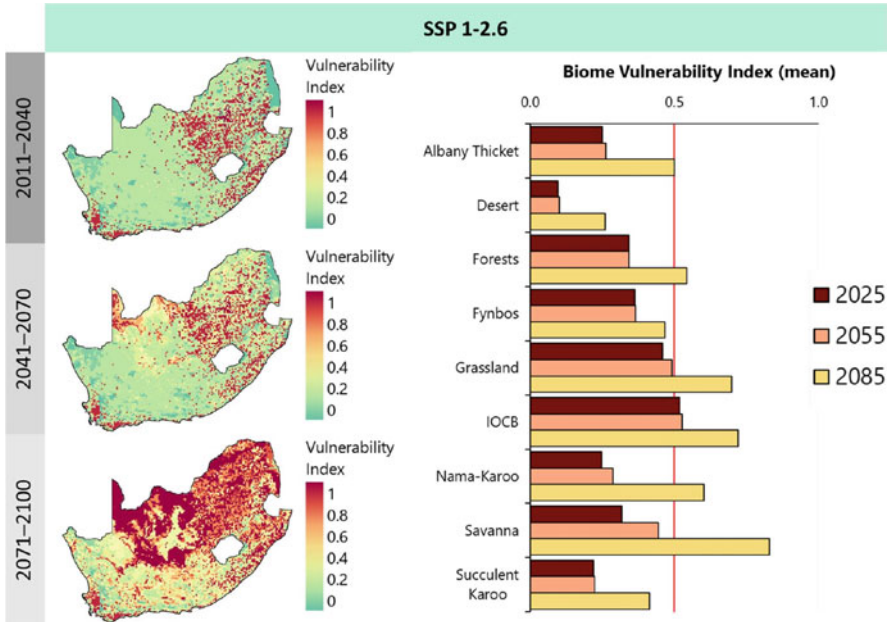 SSP 1-2.6
2011–2040
Vulnerability
Index
1
0.8
0.6
0.4
0.2
0
2041–2070
Vulnerability
Index
1
0.8
0.6
0.4
0.2
0
2071–2100
Vulnerability
Index
1
0.8
0.6
0.4
0.2
0
Biome Vulnerability Index (mean)
0.0 0.5 1.0
Albany Thicket
Desert
Forests
Fynbos
Grassland
IOCB
Nama-Karoo
Savanna
Succulent
Karoo
2025
2055
2085